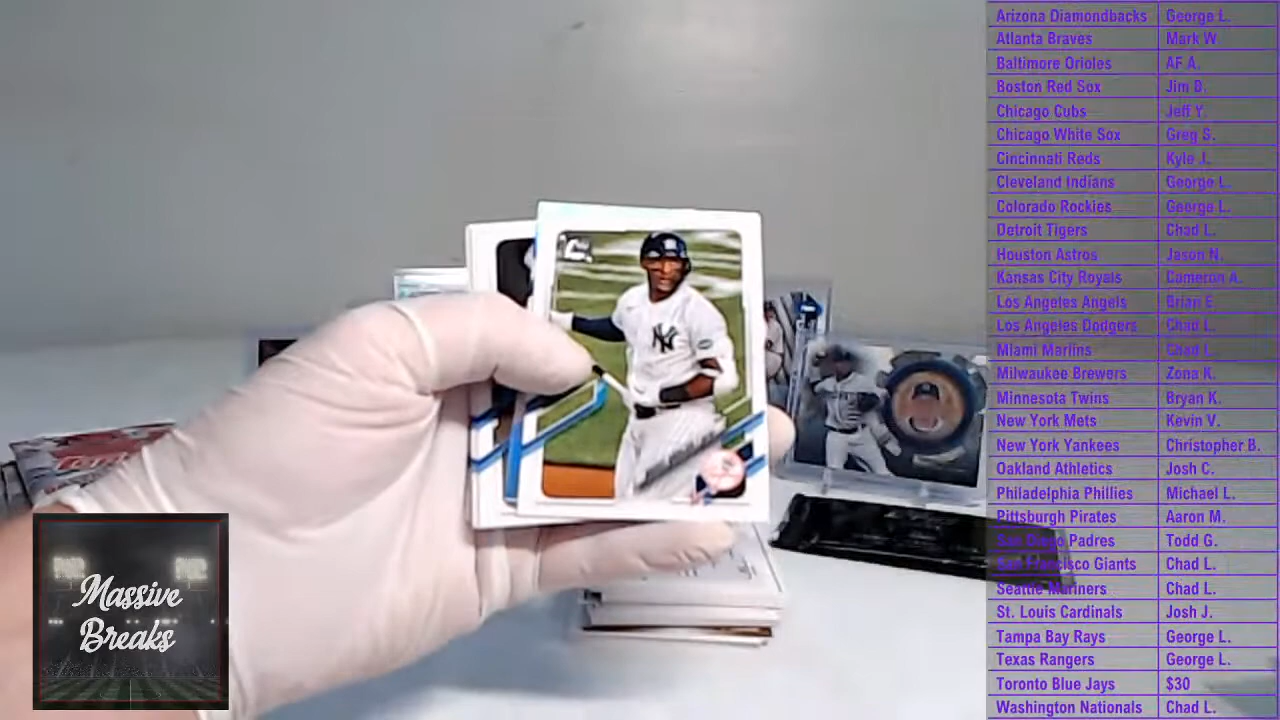 Arizona Diamondbacks George L.
Atlanta Braves Mark W
Baltimore Orioles AF A.
Boston Red Sox Jim D.
Chicago Cubs Jeff Y.
Chicago White Sox Greg S.
Cincinnati Reds Kyle J.
Cleveland Indians George L.
Colorado Rockies George L.
Detroit Tigers Chad L.
Houston Astros Jason N.
Kansas City Royals Cameron A.
Los Angeles Angels Brian E
Los Angeles Dodgers Chad L.
Miami Marlins Chad L.
Milwaukee Brewers Zona K.
Minnesota Twins Bryan K.
New York Mets Kevin V.
New York Yankees Christopher B.
Oakland Athletics Josh C.
Philadelphia Phillies Michael L.
Pittsburgh Pirates Aaron M.
San Diego Padres Todd G.
San Francisco Giants Chad L.
Seattle Mariners Chad L.
St. Louis Cardinals Josh J.
Tampa Bay Rays George L.
Texas Rangers George L.
Toronto Blue Jays $30
Washington Nationals Chad L.
Massive
Breaks
NY